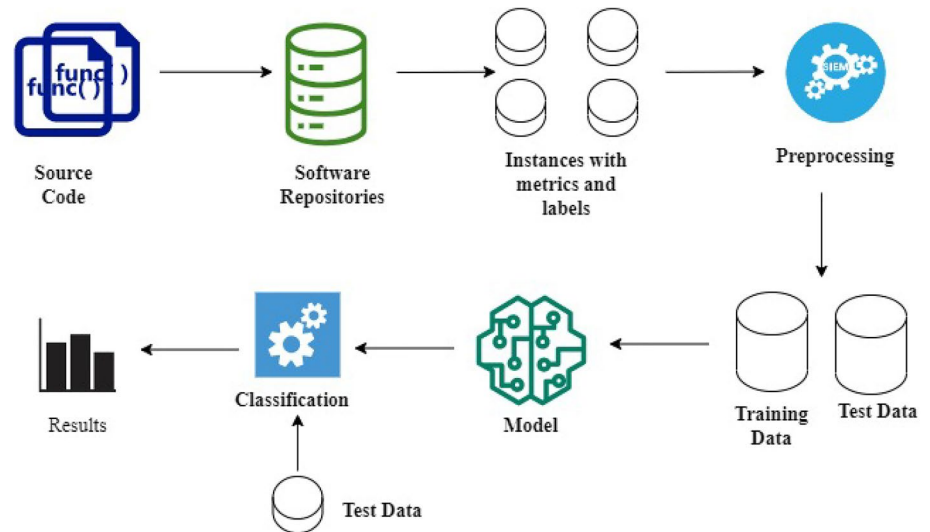 func()
func()
SIEM
Source
Code
Software
Repositories
Instances with
metrics and
labels
Preprocessing
Results
Classification
Model
Training
Data
Test Data
Test Data